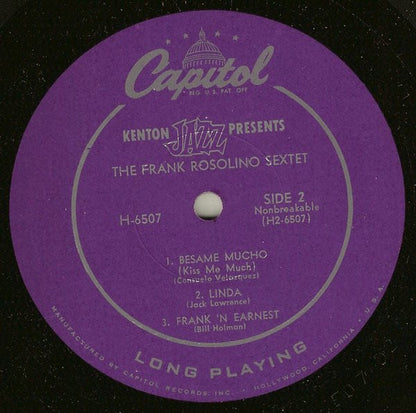 Capitol
REG. U.S. PAT. OFF.
KENTON JAZZ PRESENTS
THE FRANK ROSOLINO SEXTET
H-6507
SIDE 2
Nonbreakable
(H2-6507)
1. BESAME MUCHO
(Kiss Me Much)
(Consuelo Velazquez)
2. LINDA
(Jack Lawrence)
3. FRANK 'N EARNEST
(Bill Holman)
LONG PLAYING
MANUFACTURED BY CAPITOL RECORDS, INC. • HOLLYWOOD, CALIFORNIA • U.S.A.